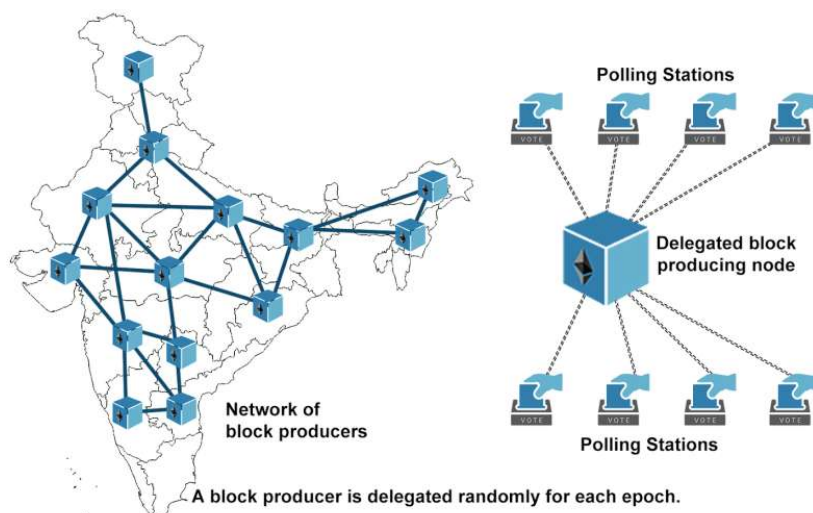 Polling Stations
VOTE VOTE VOTE VOTE
Delegated block
producing node
VOTE VOTE VOTE VOTE
Polling Stations
Network of
block producers
A block producer is delegated randomly for each epoch.